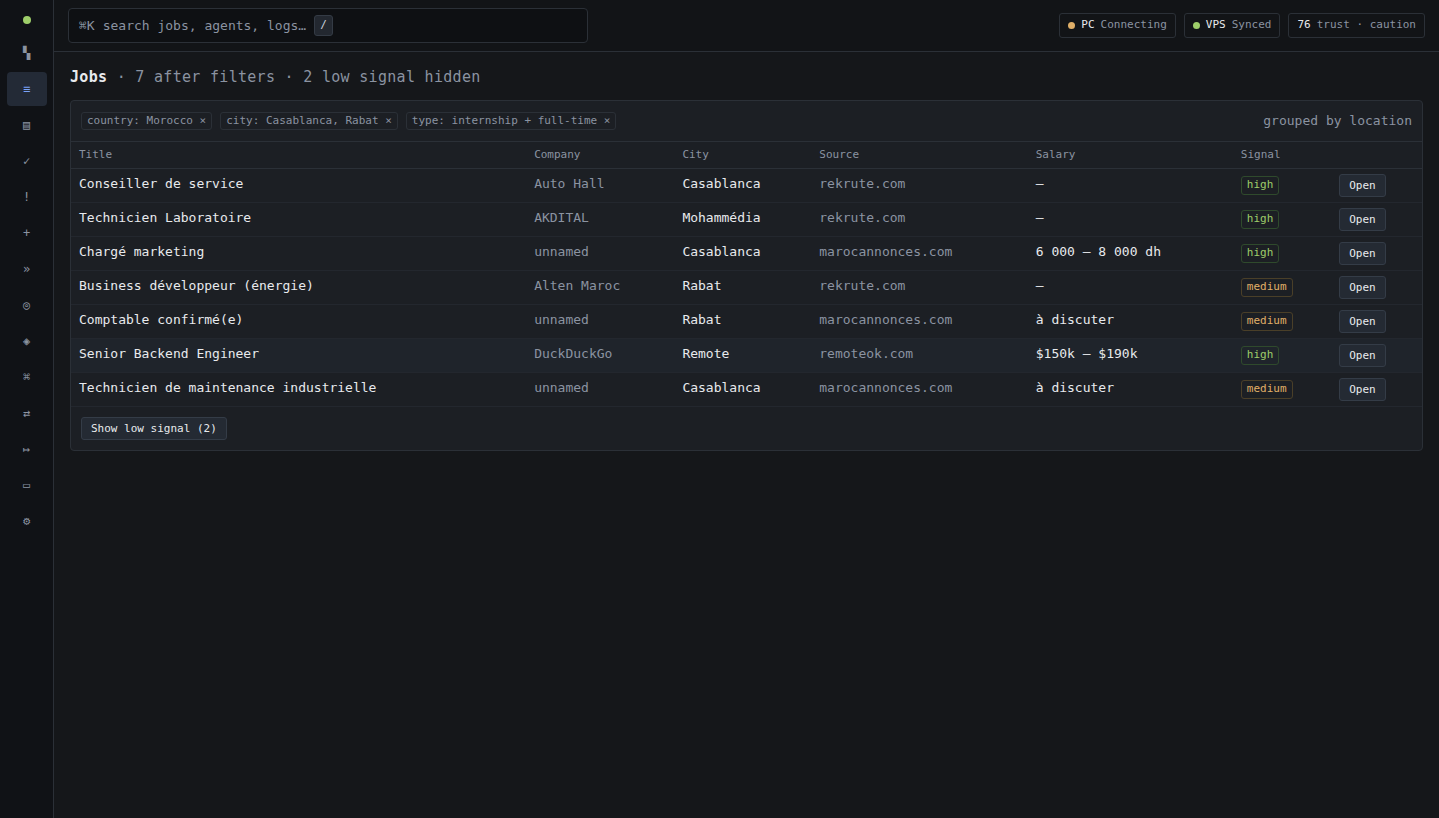 ⌘K search jobs, agents, logs… /
PC Connecting
VPS Synced
76 trust · caution
Jobs · 7 after filters · 2 low signal hidden
country: Morocco × city: Casablanca, Rabat × type: internship + full-time × grouped by location
Title Company City Source Salary Signal
Conseiller de service Auto Hall Casablanca rekrute.com — high Open
Technicien Laboratoire AKDITAL Mohammédia rekrute.com — high Open
Chargé marketing unnamed Casablanca marocannonces.com 6 000 – 8 000 dh high Open
Business développeur (énergie) Alten Maroc Rabat rekrute.com — medium Open
Comptable confirmé(e) unnamed Rabat marocannonces.com à discuter medium Open
Senior Backend Engineer DuckDuckGo Remote remoteok.com $150k – $190k high Open
Technicien de maintenance industrielle unnamed Casablanca marocannonces.com à discuter medium Open
Show low signal (2)